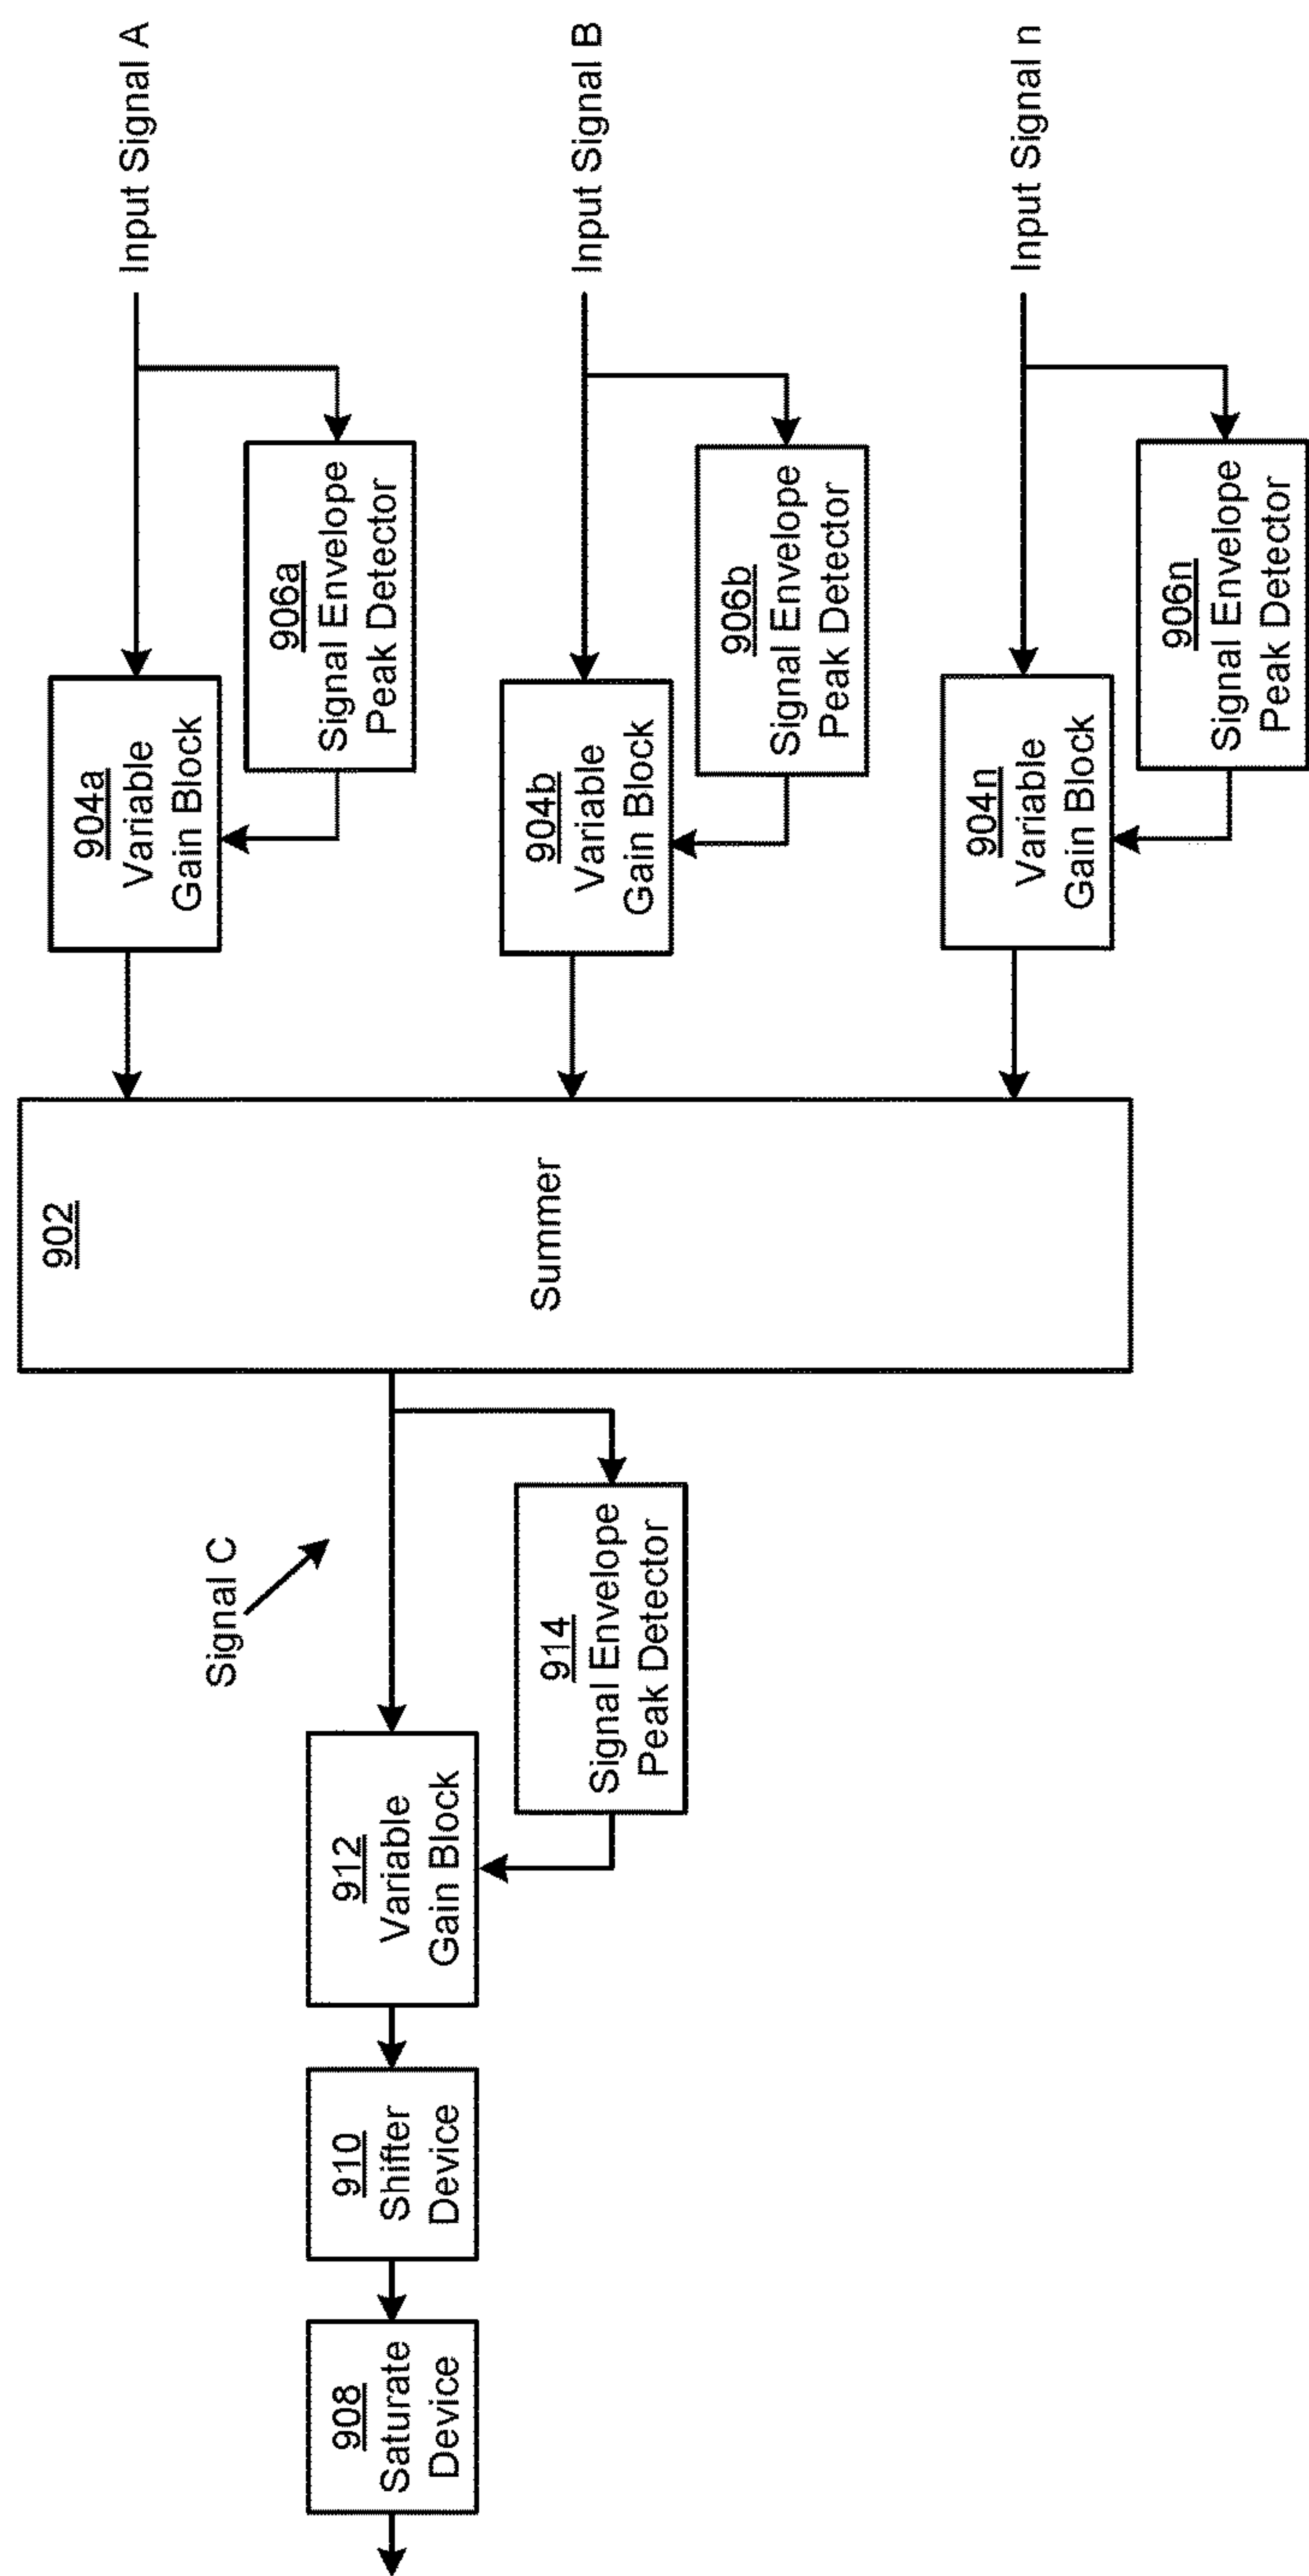 Input Signal A
Input Signal B
Input Signal n
906a
Signal Envelope
Peak Detector
906b
Signal Envelope
Peak Detector
906n
Signal Envelope
Peak Detector
904a
Variable
Gain Block
904b
Variable
Gain Block
904n
Variable
Gain Block
902
Summer
Signal C
914
Signal Envelope
Peak Detector
912
Variable
Gain Block
910
Shifter
Device
908
Saturate
Device